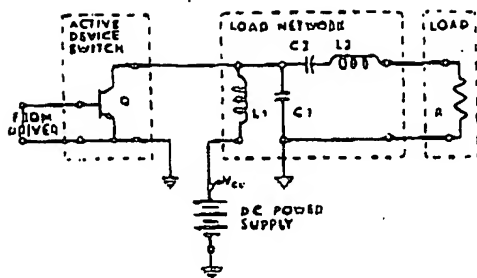 ACTIVE
DEVICE
SWITCH
LOAD NETWORK
LOAD
C2
L2
FROM
DRIVER
Q
L1
C1
R
Vcc
DC POWER
SUPPLY